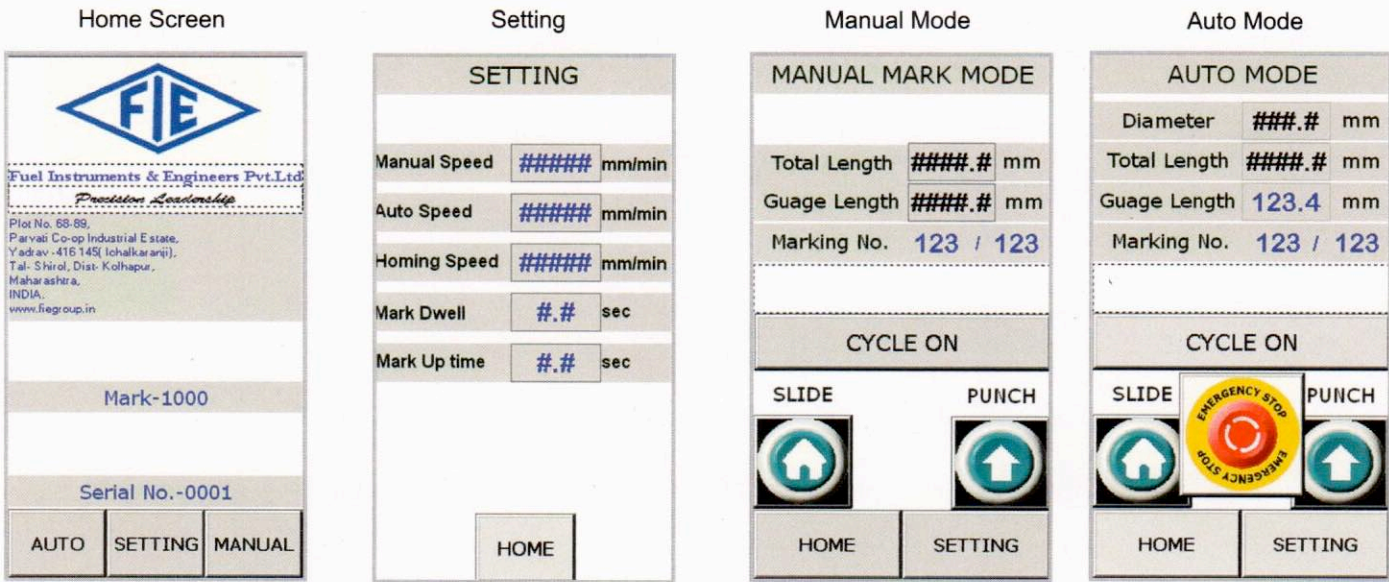 Home Screen
FIE
Fuel Instruments & Engineers Pvt.Ltd
Precision Leadership
Plot No. 68-89,
Parvati Co-op Industrial Estate,
Yadrav -416 145( Ichalkaranji),
Tal- Shirol, Dist- Kolhapur,
Maharashtra,
INDIA.
www.fiegroup.in
Mark-1000
Serial No.-0001
AUTO SETTING MANUAL
Setting
SETTING
Manual Speed ##### mm/min
Auto Speed ##### mm/min
Homing Speed ##### mm/min
Mark Dwell #.# sec
Mark Up time #.# sec
HOME
Manual Mode
MANUAL MARK MODE
Total Length ####.# mm
Guage Length ####.# mm
Marking No. 123 / 123
CYCLE ON
SLIDE PUNCH
HOME SETTING
Auto Mode
AUTO MODE
Diameter ###.# mm
Total Length ####.# mm
Guage Length 123.4 mm
Marking No. 123 / 123
CYCLE ON
SLIDE PUNCH
EMERGENCY STOP
EMERGENCY STOP
HOME SETTING